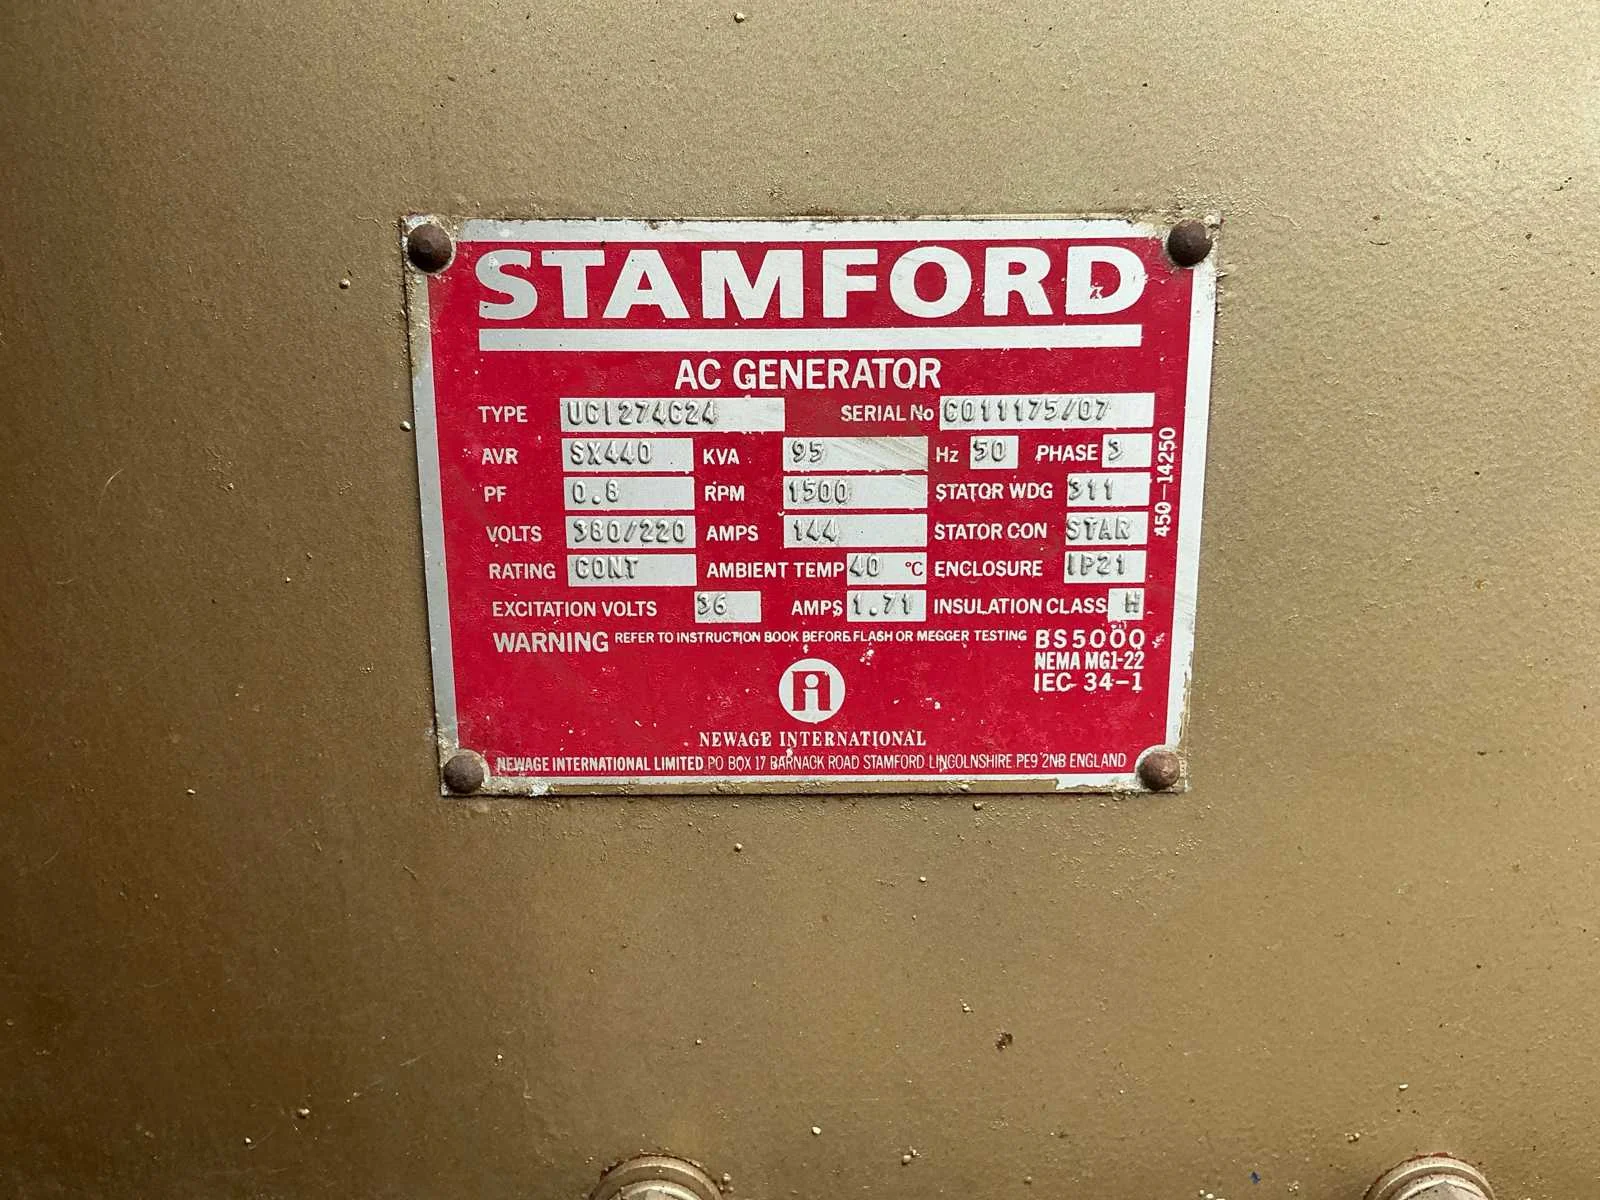 STAMFORD
AC GENERATOR
TYPE UCI274C24 SERIAL No C011175/07
AVR SX440 KVA 95 Hz 50 PHASE 3
PF 0.8 RPM 1500 STATOR WDG 311
VOLTS 380/220 AMPS 144 STATOR CON STAR
RATING CONT AMBIENT TEMP 40 °C ENCLOSURE IP21
EXCITATION VOLTS 36 AMPS 1.71 INSULATION CLASS H
WARNING REFER TO INSTRUCTION BOOK BEFORE FLASH OR MEGGER TESTING BS5000
NEMA MG1-22
IEC 34-1
450-14250
NEWAGE INTERNATIONAL
NEWAGE INTERNATIONAL LIMITED PO BOX 17 BARNACK ROAD STAMFORD LINCOLNSHIRE PE9 2NB ENGLAND